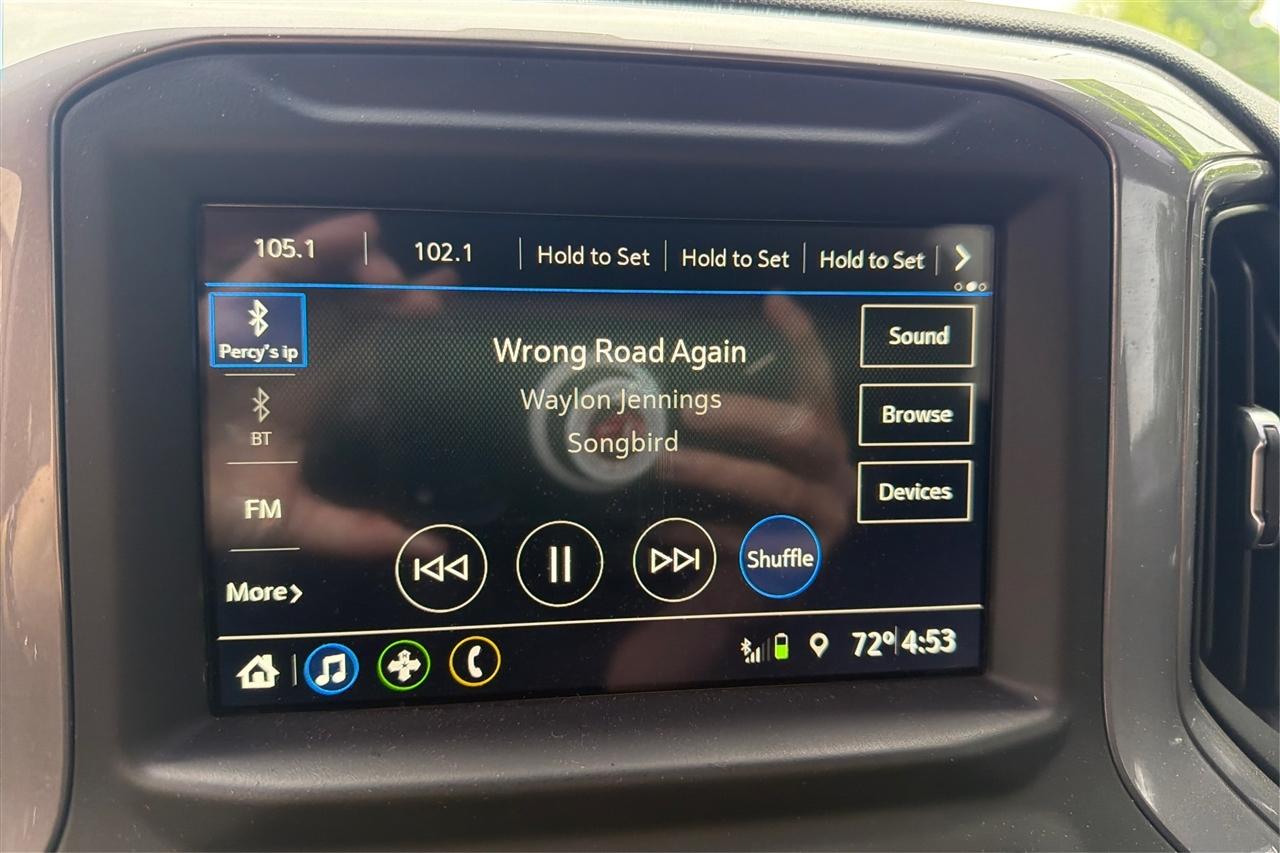 105.1 102.1 Hold to Set Hold to Set Hold to Set
Percy's ip
BT
FM
More
Wrong Road Again
Waylon Jennings
Songbird
Sound
Browse
Devices
Shuffle
72° 4:53